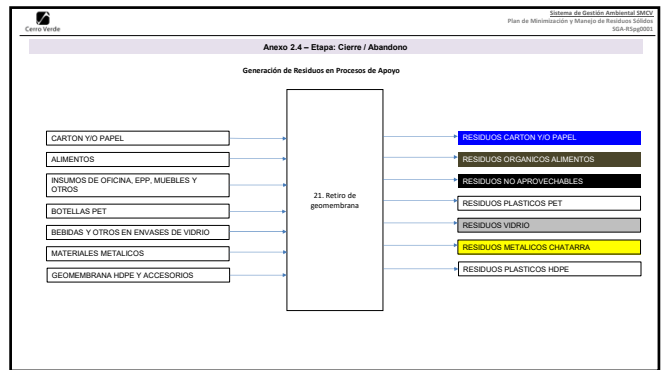 Cerro Verde
Sistema de Gestión Ambiental SMCV
Plan de Minimización y Manejo de Residuos Sólidos
SGA-RSpg0001
Anexo 2.4 – Etapa: Cierre / Abandono
Generación de Residuos en Procesos de Apoyo
CARTON Y/O PAPEL
ALIMENTOS
INSUMOS DE OFICINA, EPP, MUEBLES Y
OTROS
BOTELLAS PET
BEBIDAS Y OTROS EN ENVASES DE VIDRIO
MATERIALES METALICOS
GEOMEMBRANA HDPE Y ACCESORIOS
21. Retiro de
geomembrana
RESIDUOS CARTON Y/O PAPEL
RESIDUOS ORGANICOS ALIMENTOS
RESIDUOS NO APROVECHABLES
RESIDUOS PLASTICOS PET
RESIDUOS VIDRIO
RESIDUOS METALICOS CHATARRA
RESIDUOS PLASTICOS HDPE